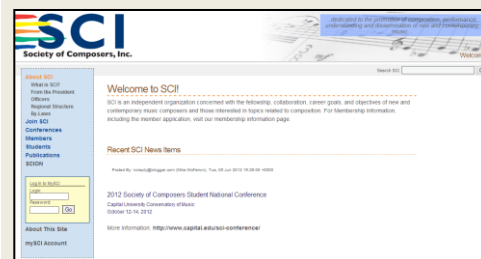 SCI
Society of Composers, Inc.
dedicated to the promotion of composition, performance,
understanding and dissemination of new and contemporary
music.
Welcom
Search SCI:
About SCI
What is SCI?
From the President
Officers
Regional Structure
By Laws
Join SCI
Conferences
Members
Students
Publications
SCION
Log in to MySCI
Login:
Password:
Go
About This Site
mySCI Account
Welcome to SCI!
SCI is an independent organization concerned with the fellowship, collaboration, career goals, and objectives of new and
contemporary music composers and those interested in topics related to composition. For Membership information,
including the member application, visit our membership information page.
Recent SCI News Items
2012 Society of Composers Student National Conference
Capital University Conservatory of Music
October 12-14, 2012
More Information, http://www.capital.edu/sci-conference/